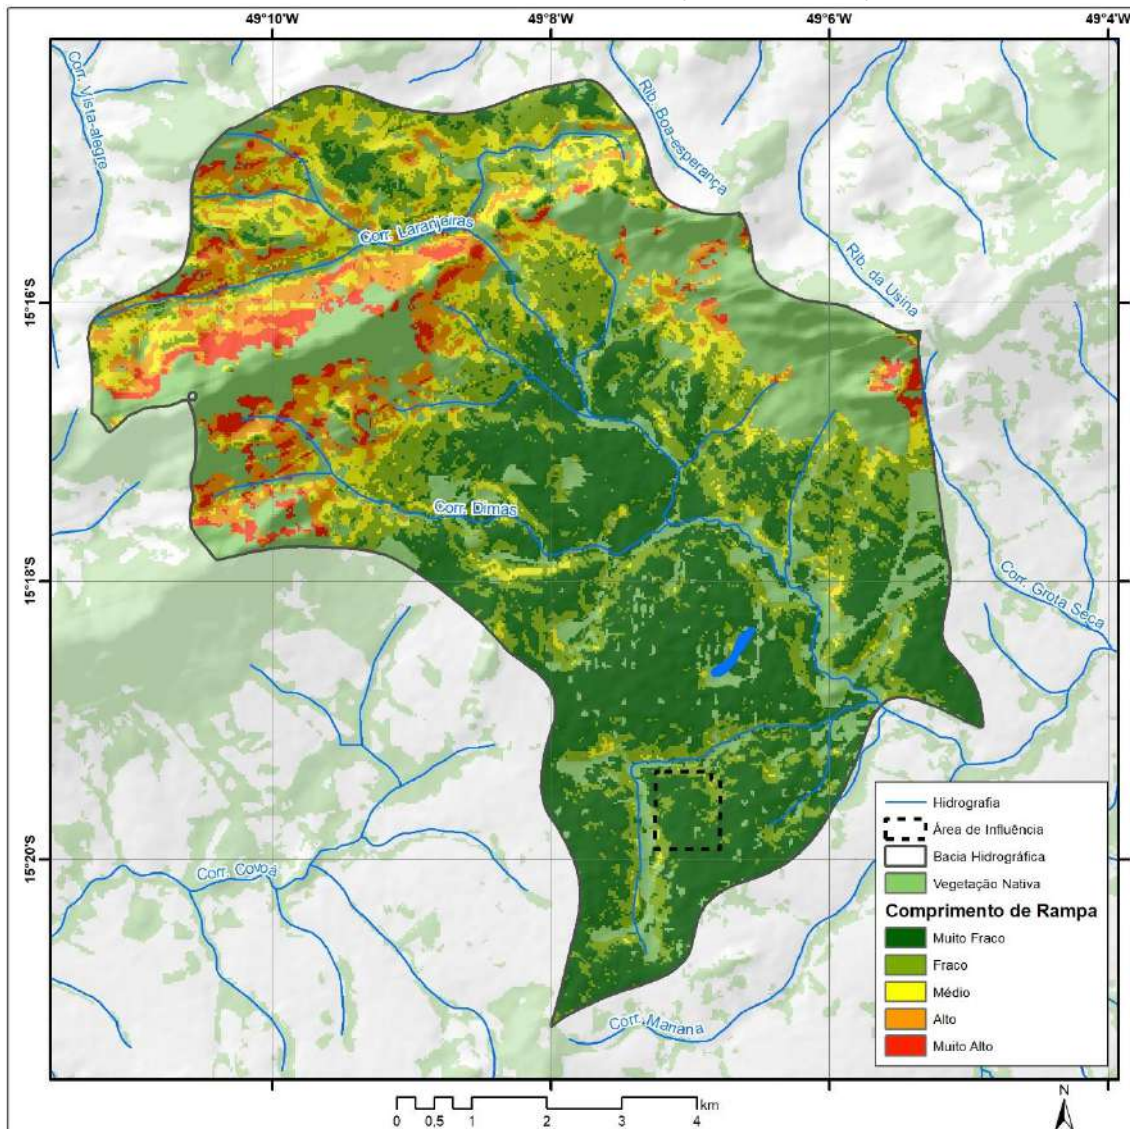 49°10'W
49°8'W
49°6'W
49°4'W
Corr. Vista-alegre
Rib. Boa-esperança
Corr. Laranjeiras
Rib. da Usina
15°16'S
Corr. Dimas
15°18'S
Corr. Grota Seca
15°20'S
Corr. Covoá
Corr. Mariana
Hidrografia
Área de Influência
Bacia Hidrográfica
Vegetação Nativa
Comprimento de Rampa
Muito Fraco
Fraco
Médio
Alto
Muito Alto
km
0 0,5 1 2 3 4
N